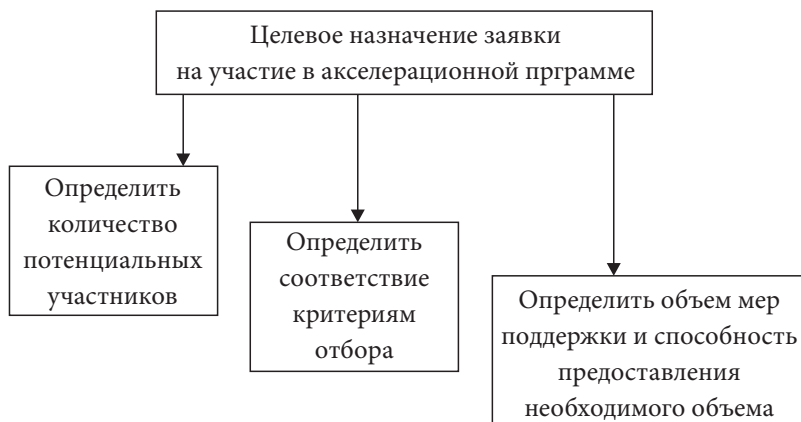 Целевое назначение заявки
на участие в акселерационной прграмме
Определить
количество
потенциальных
участников
Определить
соответствие
критериям
отбора
Определить объем мер
поддержки и способность
предоставления
необходимого объема